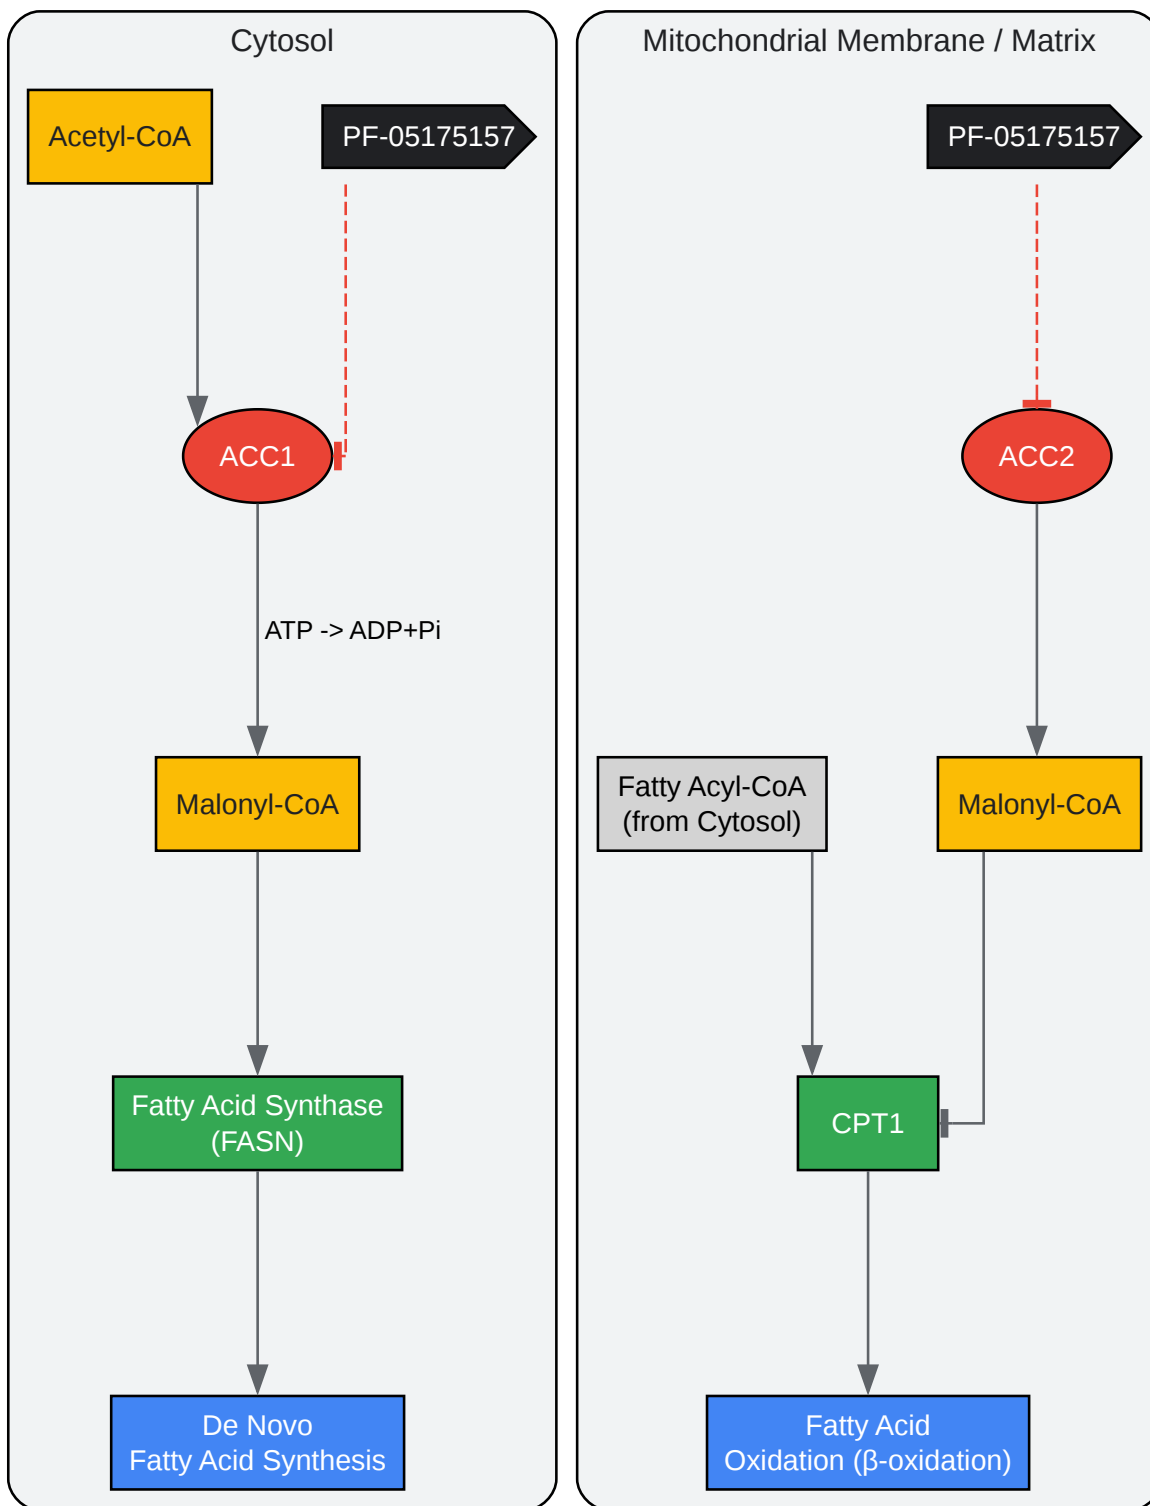 Cytosol
Acetyl-CoA
PF-05175157
ACC1
ATP -> ADP+Pi
Malonyl-CoA
Fatty Acid Synthase
(FASN)
De Novo
Fatty Acid Synthesis
Mitochondrial Membrane / Matrix
PF-05175157
ACC2
Fatty Acyl-CoA
(from Cytosol)
Malonyl-CoA
CPT1
Fatty Acid
Oxidation (β-oxidation)